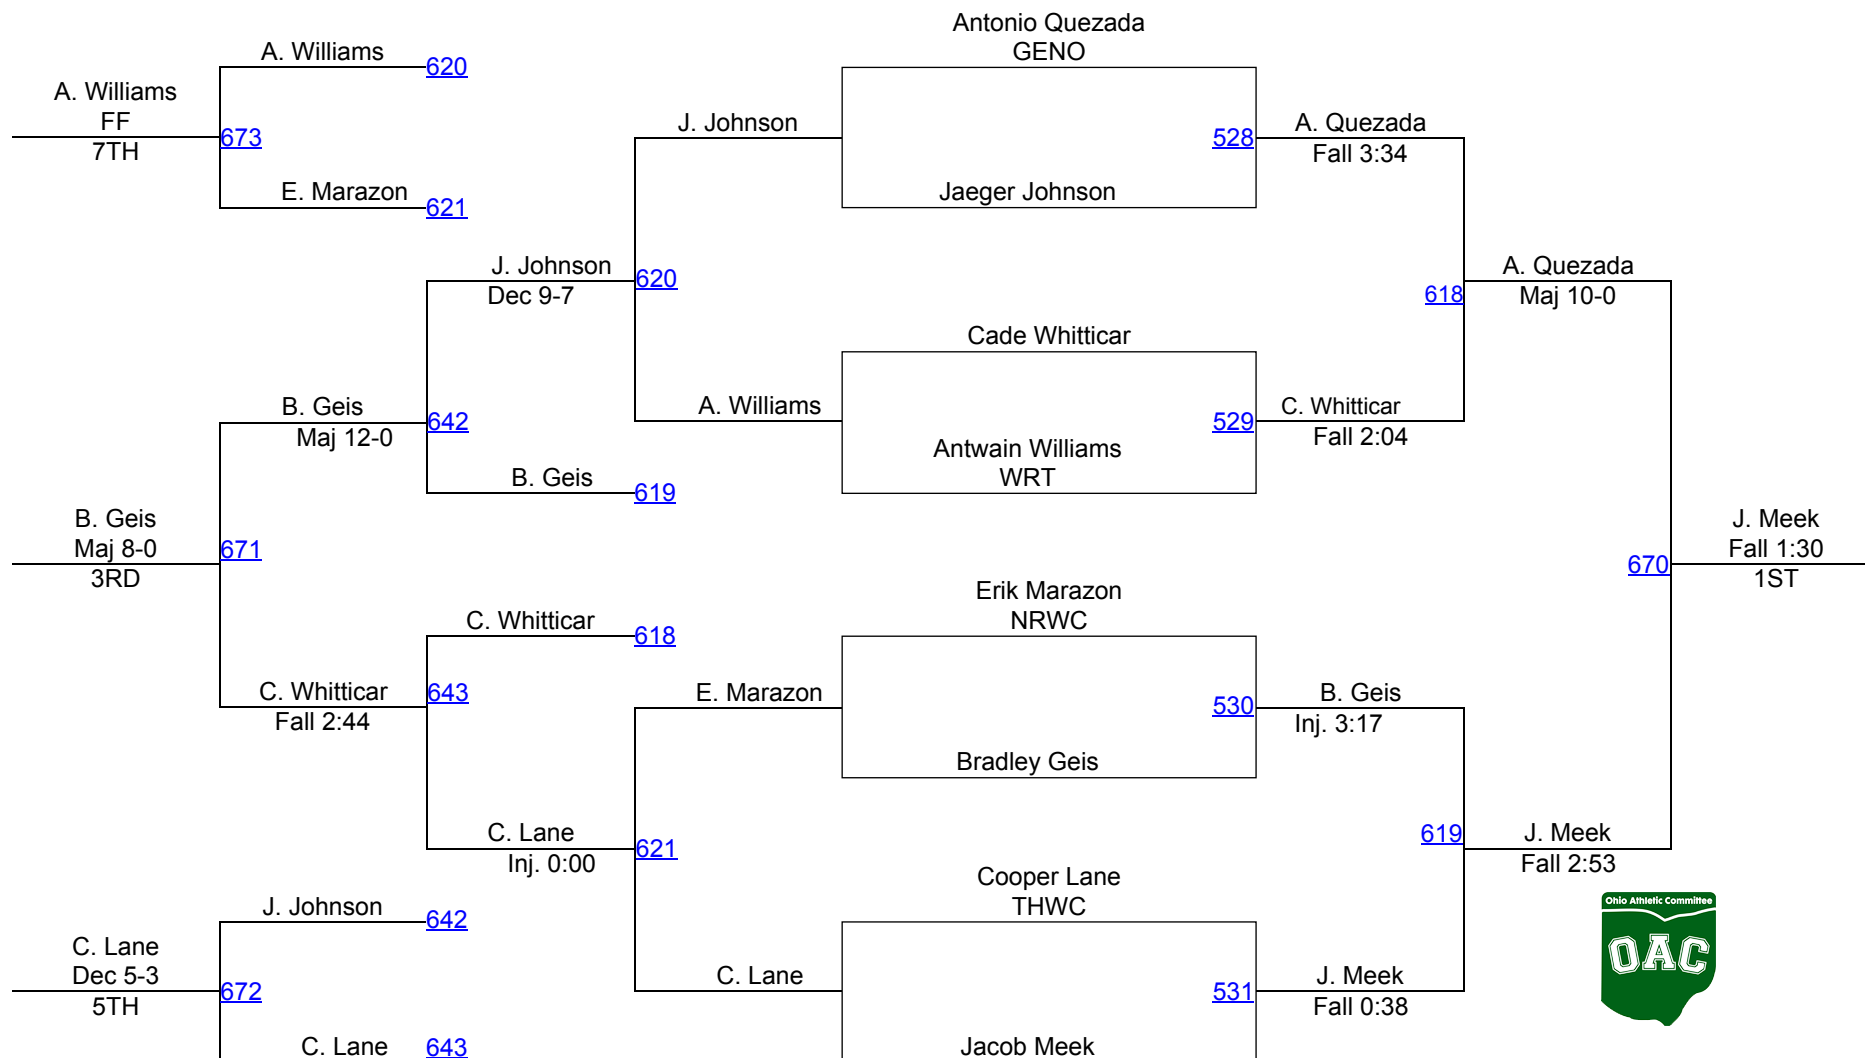 Antonio Quezada
GENO
A. Williams
620
A. Williams
FF
7TH
673
J. Johnson
528
A. Quezada
Fall 3:34
E. Marazon
621
Jaeger Johnson
J. Johnson
Dec 9-7
620
618
A. Quezada
Maj 10-0
Cade Whitticar
B. Geis
Maj 12-0
642
A. Williams
529
C. Whitticar
Fall 2:04
Antwain Williams
WRT
B. Geis
619
B. Geis
Maj 8-0
3RD
671
670
J. Meek
Fall 1:30
1ST
Erik Marazon
NRWC
C. Whitticar
618
C. Whitticar
Fall 2:44
643
E. Marazon
530
B. Geis
Inj. 3:17
Bradley Geis
C. Lane
Inj. 0:00
621
619
J. Meek
Fall 2:53
Cooper Lane
THWC
J. Johnson
642
Ohio Athletic Committee
OAC
C. Lane
Dec 5-3
5TH
672
C. Lane
531
J. Meek
Fall 0:38
C. Lane
643
Jacob Meek